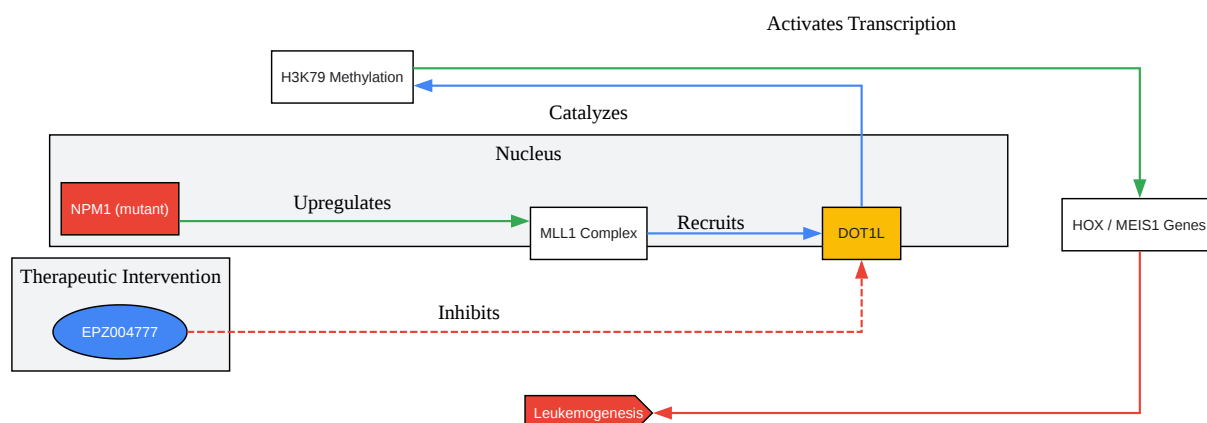 Activates Transcription
H3K79 Methylation
Catalyzes
Nucleus
NPM1 (mutant)
Upregulates
MLL1 Complex
Recruits
DOT1L
HOX / MEIS1 Genes
Therapeutic Intervention
EPZ004777
Inhibits
Leukemogenesis